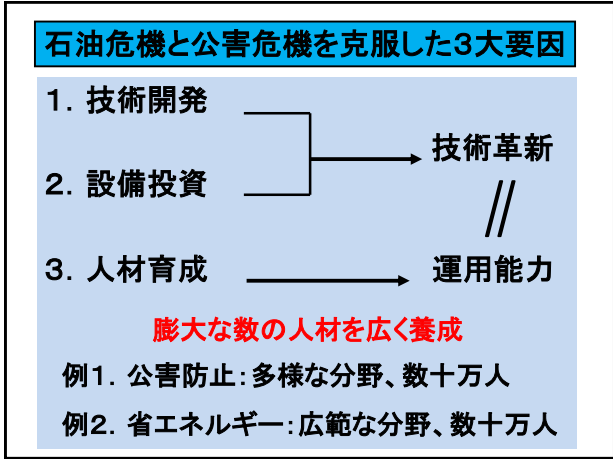 石油危機と公害危機を克服した３大要因
１．技術開発
技術革新
２．設備投資
３．人材育成
運用能力
膨大な数の人材を広く養成
例１．公害防止：多様な分野、数十万人
例２．省エネルギー：広範な分野、数十万人